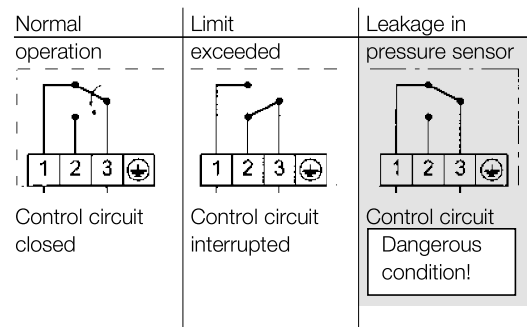 Normal
operation
1 2 3
Control circuit
closed
Limit
exceeded
1 2 3
Control circuit
interrupted
Leakage in
pressure sensor
1 2 3
Control circuit
Dangerous
condition!